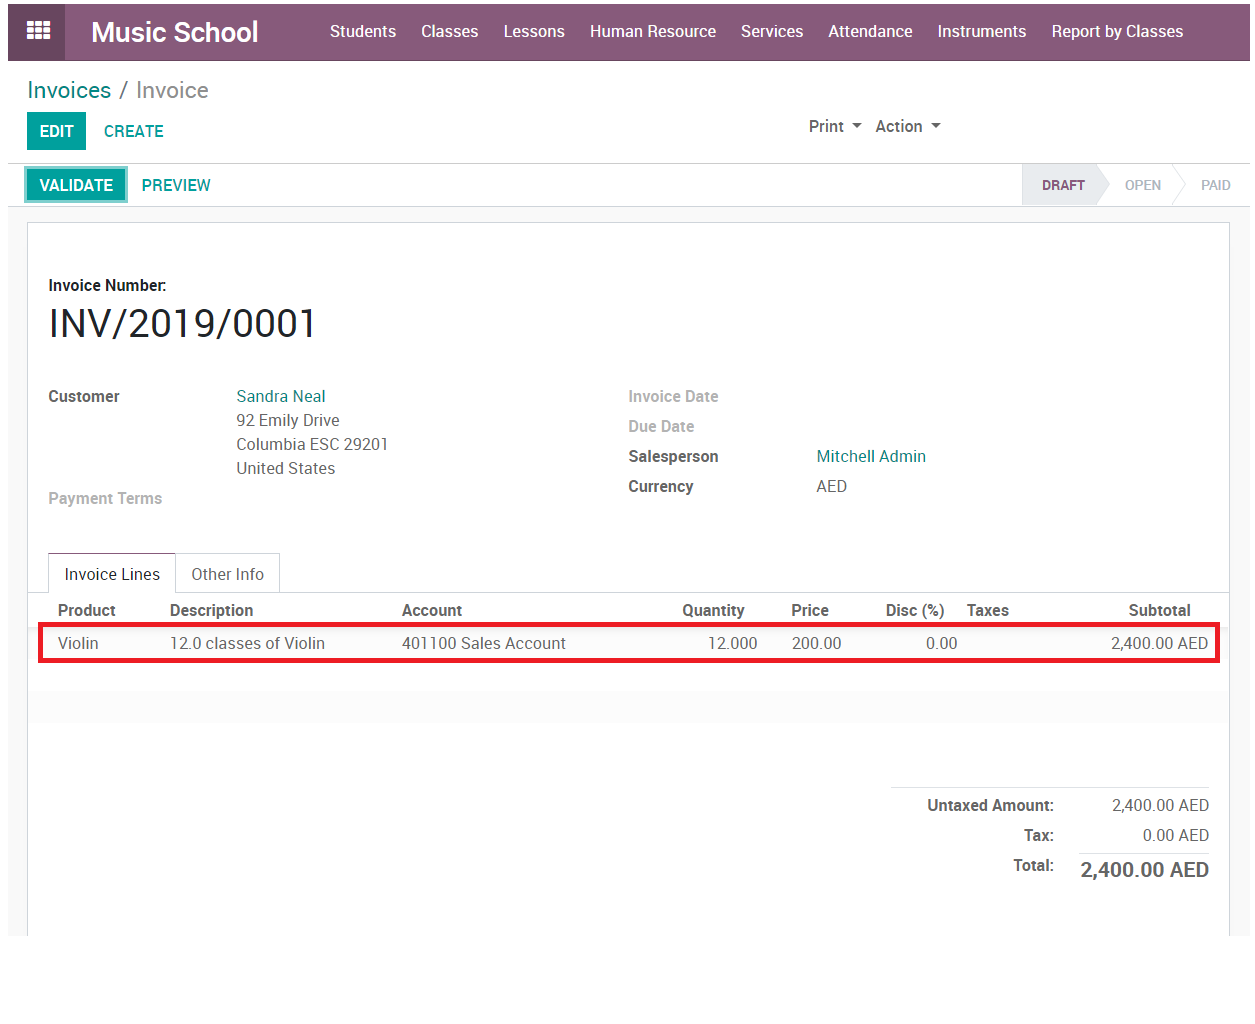 Music School Students Classes Lessons Human Resource Services Attendance Instruments Report by Classes
Invoices / Invoice
EDIT CREATE Print Action
VALIDATE PREVIEW DRAFT OPEN PAID
Invoice Number:
INV/2019/0001
Customer Sandra Neal Invoice Date
92 Emily Drive
Due Date
Columbia ESC 29201
Salesperson Mitchell Admin
United States
Currency AED
Payment Terms
Invoice Lines Other Info
Product Description Account Quantity Price Disc (%) Taxes Subtotal
Violin 12.0 classes of Violin 401100 Sales Account 12.000 200.00 0.00 2,400.00 AED
Untaxed Amount: 2,400.00 AED
Tax: 0.00 AED
Total: 2,400.00 AED